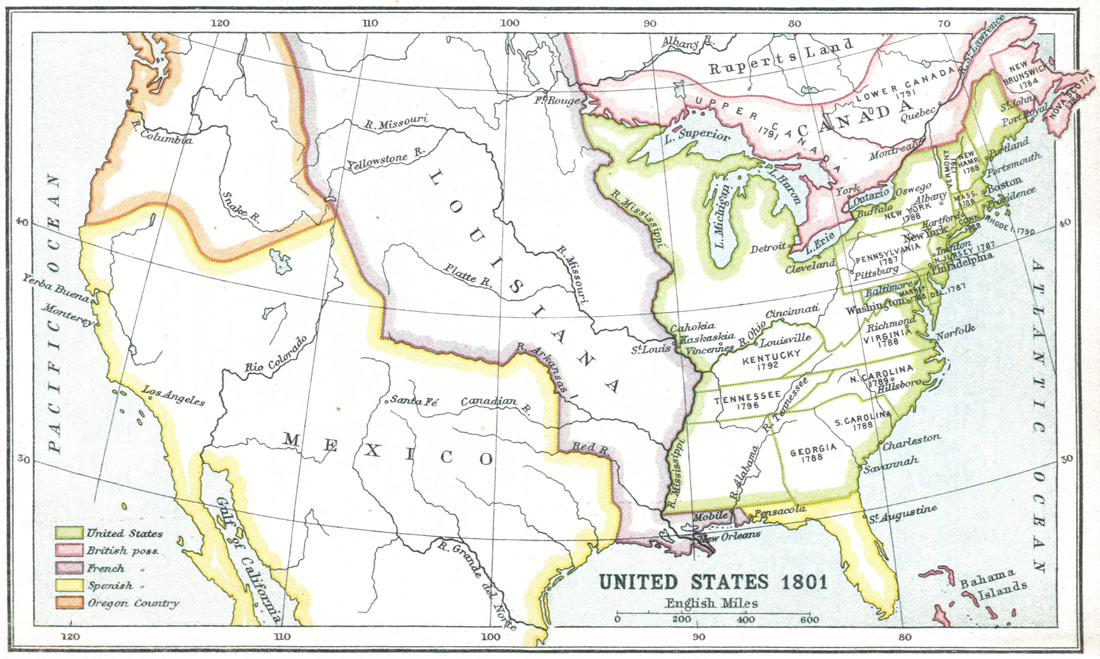 120
110
100
90
80
70
Albany R.
Ruperts Land
R. St. Lawrence
NEW
BRUNSWICK
1784
NOVA SCOTIA
LOWER CANADA
1791
CANADA
Quebec
St. John
Port Royal
UPPER CANADA
1791
Pt. Rouge
R. Columbia
R. Missouri
Yellowstone R.
Snake R.
L. Superior
L. Huron
L. Michigan
L. Ontario
L. Erie
Montreal
York
Oswego
Buffalo
Albany
NEW YORK
1788
VERMONT
1791
NEW
HAMP.
1788
MASS.
1788
CONN.
1788
RHODE I. 1790
Portland
Portsmouth
Boston
Providence
Hartford
New York
Trenton
N. JERSEY 1787
Philadelphia
PENNSYLVANIA
1787
Pittsburg
Detroit
Cleveland
Baltimore
MARYL.
1788
DEL. 1787
Washington
Richmond
VIRGINIA
1788
Norfolk
LOUISIANA
R. Mississippi
R. Missouri
Platte R.
40
40
PACIFIC OCEAN
ATLANTIC OCEAN
Yerba Buena
Monterey
Los Angeles
Rio Colorado
Cahokia
Kaskaskia
Vincennes
St. Louis
R. Ohio
Cincinnati
Louisville
KENTUCKY
1792
TENNESSEE
1796
R. Tennessee
N. CAROLINA
1789
Hillsboro
S. CAROLINA
1788
GEORGIA
1788
Charleston
Savannah
R. Arkansas
Santa Fé
Canadian R.
MEXICO
Red R.
R. Mississippi
R. Alabama
30
30
Mobile
Pensacola
New Orleans
St. Augustine
Gulf of California
R. Grande del Norte
United States
British poss.
French "
Spanish "
Oregon Country
UNITED STATES 1801
English Miles
0 200 400 600
Bahama
Islands
120
110
100
90
80